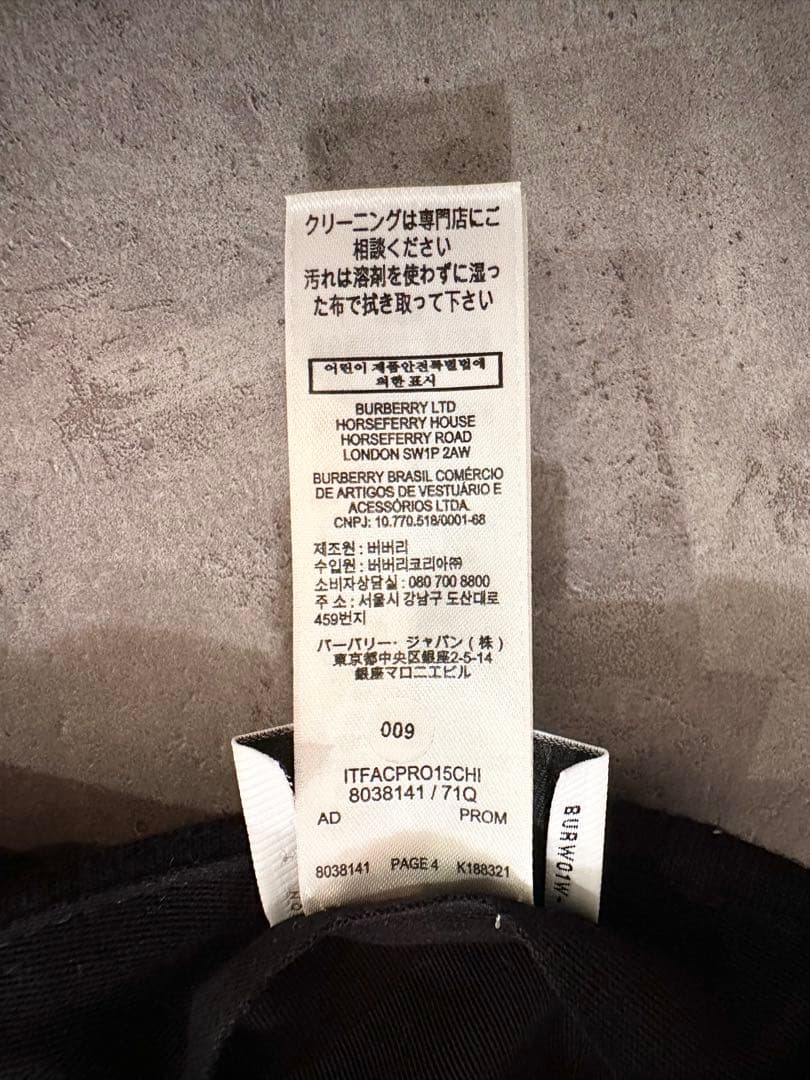 クリーニングは専門店にご
相談ください
汚れは溶剤を使わずに湿っ
た布で拭き取って下さい
어린이 제품안전특별법에
의한 표시
BURBERRY LTD
HORSEFERRY HOUSE
HORSEFERRY ROAD
LONDON SW1P 2AW
BURBERRY BRASIL COMÉRCIO
DE ARTIGOS DE VESTUÁRIO E
ACESSÓRIOS LTDA.
CNPJ: 10.770.518/0001-68
제조원 : 버버리
수입원 : 버버리코리아㈜
소비자상담실 : 080 700 8800
주 소 : 서울시 강남구 도산대로
459번지
バーバリー・ジャパン(株)
東京都中央区銀座2-5-14
銀座マロニエビル
009
ITFACPRO15CHI
8038141 / 71Q
AD PROM
8038141 PAGE 4 K188321
BURW01W-